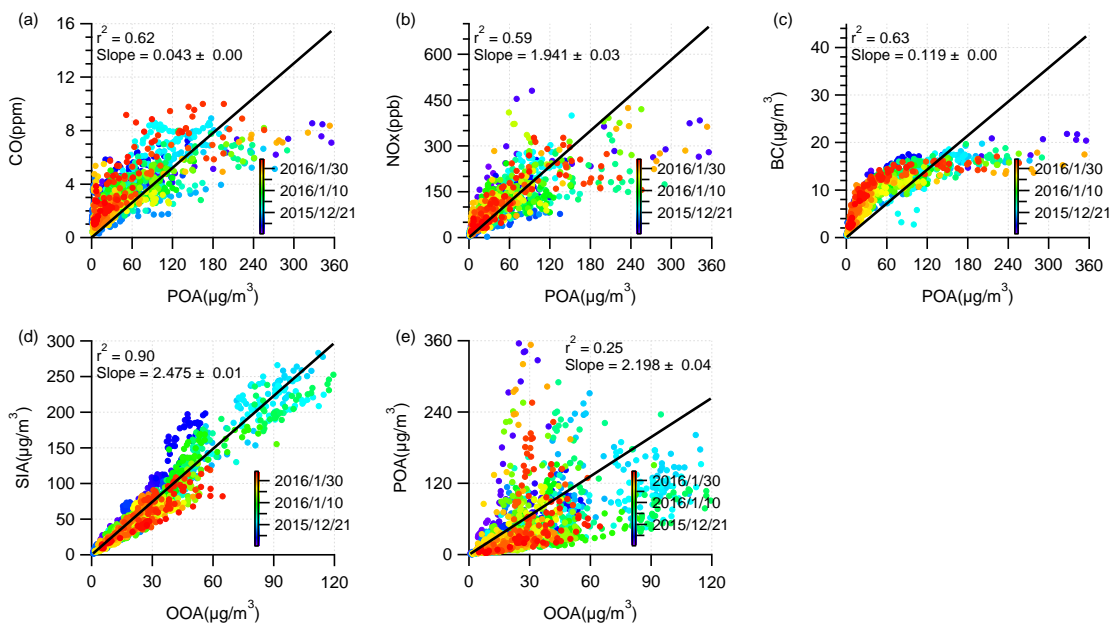 (a)
r² = 0.62
Slope = 0.043 ± 0.00
CO(ppm)
16
12
8
4
0
2016/1/30
2016/1/10
2015/12/21
0 60 120 180 240 300 360
POA(µg/m³)
(b)
r² = 0.59
Slope = 1.941 ± 0.03
NOx(ppb)
600
450
300
150
0
2016/1/30
2016/1/10
2015/12/21
0 60 120 180 240 300 360
POA(µg/m³)
(c)
r² = 0.63
Slope = 0.119 ± 0.00
BC(µg/m³)
40
30
20
10
0
2016/1/30
2016/1/10
2015/12/21
0 60 120 180 240 300 360
POA(µg/m³)
(d)
r² = 0.90
Slope = 2.475 ± 0.01
SIA(µg/m³)
300
250
200
150
100
50
0
2016/1/30
2016/1/10
2015/12/21
0 30 60 90 120
OOA(µg/m³)
(e)
r² = 0.25
Slope = 2.198 ± 0.04
POA(µg/m³)
360
240
120
0
2016/1/30
2016/1/10
2015/12/21
0 30 60 90 120
OOA(µg/m³)